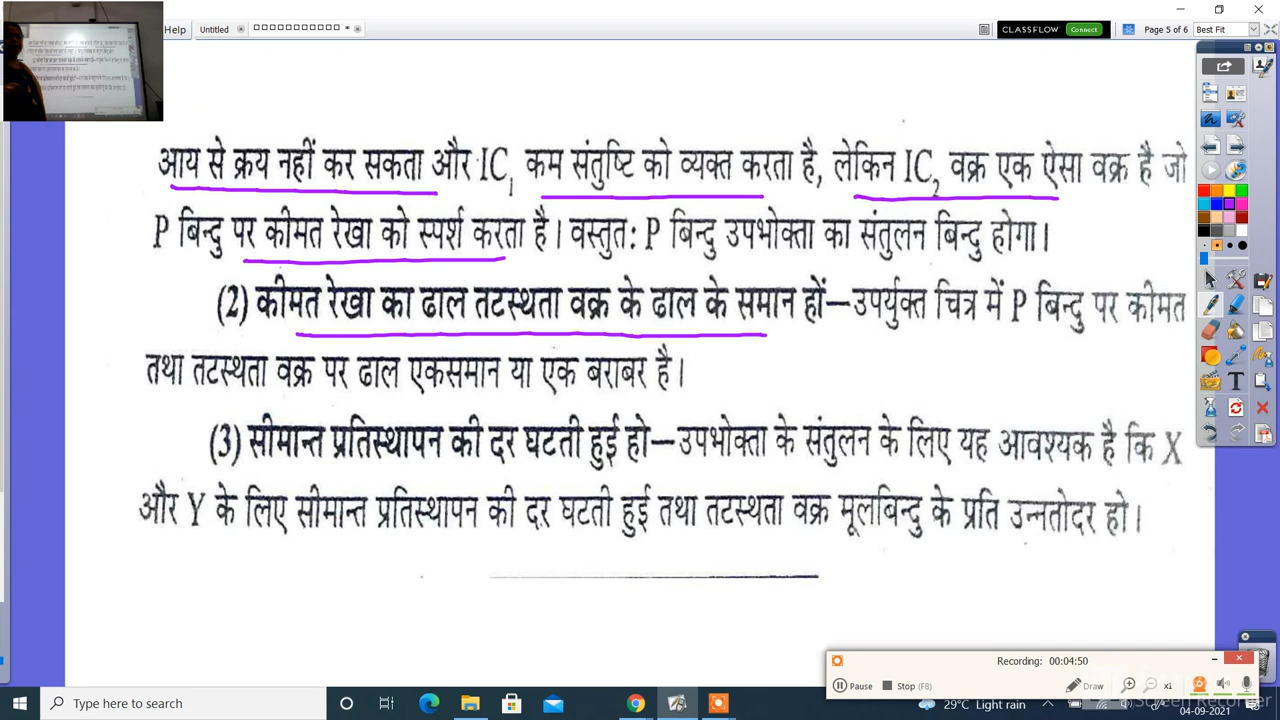 Help
Untitled
CLASSFLOW
Connect
Page 5 of 6
Best Fit
आय से क्रय नहीं कर सकता और IC1 कम संतुष्टि को व्यक्त करता है, लेकिन IC2 वक्र एक ऐसा वक्र है जो
P बिन्दु पर कीमत रेखा को स्पर्श करता है। वस्तुत: P बिन्दु उपभोक्ता का संतुलन बिन्दु होगा।
(2) कीमत रेखा का ढाल तटस्थता वक्र के ढाल के समान हों—उपर्युक्त चित्र में P बिन्दु पर कीमत
तथा तटस्थता वक्र पर ढाल एकसमान या एक बराबर है।
(3) सीमान्त प्रतिस्थापन की दर घटती हुई हो—उपभोक्ता के संतुलन के लिए यह आवश्यक है कि X
और Y के लिए सीमान्त प्रतिस्थापन की दर घटती हुई तथा तटस्थता वक्र मूलबिन्दु के प्रति उन्नतोदर हो।
Recording: 00:04:50
Pause
Stop (F8)
Draw
x1
Type here to search
29°C Light rain
04-09-2021
Screen Recorder